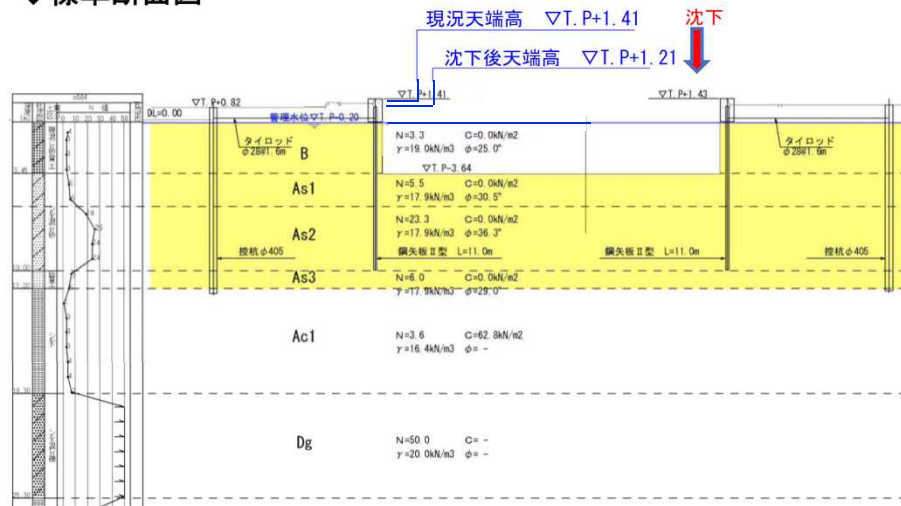 ◆標準断面図
現況天端高 ▽T.P+1.41
沈下
沈下後天端高 ▽T.P+1.21
N 値
0 10 20 30 40 50
▽T.P+0.82
DL=0.00
▽T.P+1.43
管理水位▽T.P-0.20
タイロッド
φ28@1.6m
タイロッド
φ28@1.6m
B
N=3.3 C=0.0kN/m2
γ=19.0kN/m3 φ=25.0°
▽T.P-3.64
As1
N=5.5 C=0.0kN/m2
γ=17.9kN/m3 φ=30.5°
As2
N=23.3 C=0.0kN/m2
γ=17.9kN/m3 φ=36.3°
控杭φ405
鋼矢板Ⅱ型 L=11.0m
鋼矢板Ⅱ型 L=11.0m
控杭φ405
As3
N=6.0 C=0.0kN/m2
γ=17.9kN/m3 φ=29.0°
Ac1
N=3.6 C=62.8kN/m2
γ=16.4kN/m3 φ= -
Dg
N=50.0 C= -
γ=20.0kN/m3 φ= -